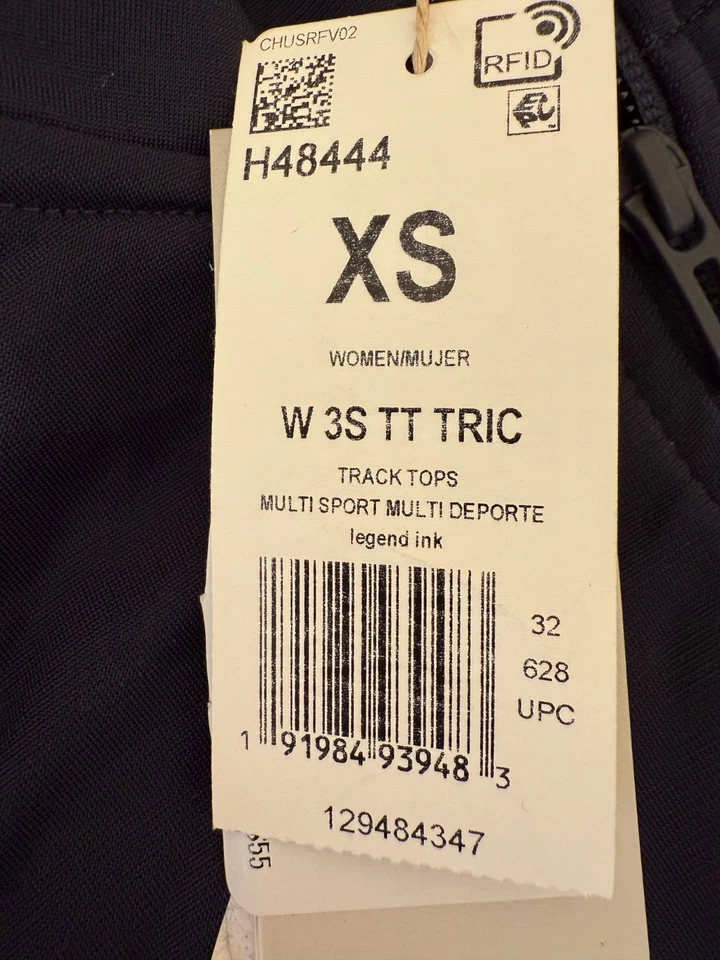 CHUSRFV02
RFID
EPC
H48444
XS
WOMEN/MUJER
W 3S TT TRIC
TRACK TOPS
MULTI SPORT MULTI DEPORTE
legend ink
32
628
UPC
1 91984 93948 3
129484347